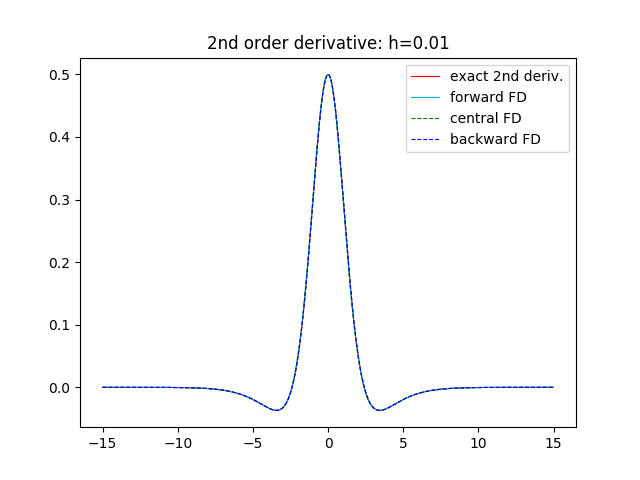 2nd order derivative: h=0.01
0.5
0.4
0.3
0.2
0.1
0.0
−15
−10
−5
0
5
10
15
exact 2nd deriv.
forward FD
central FD
backward FD